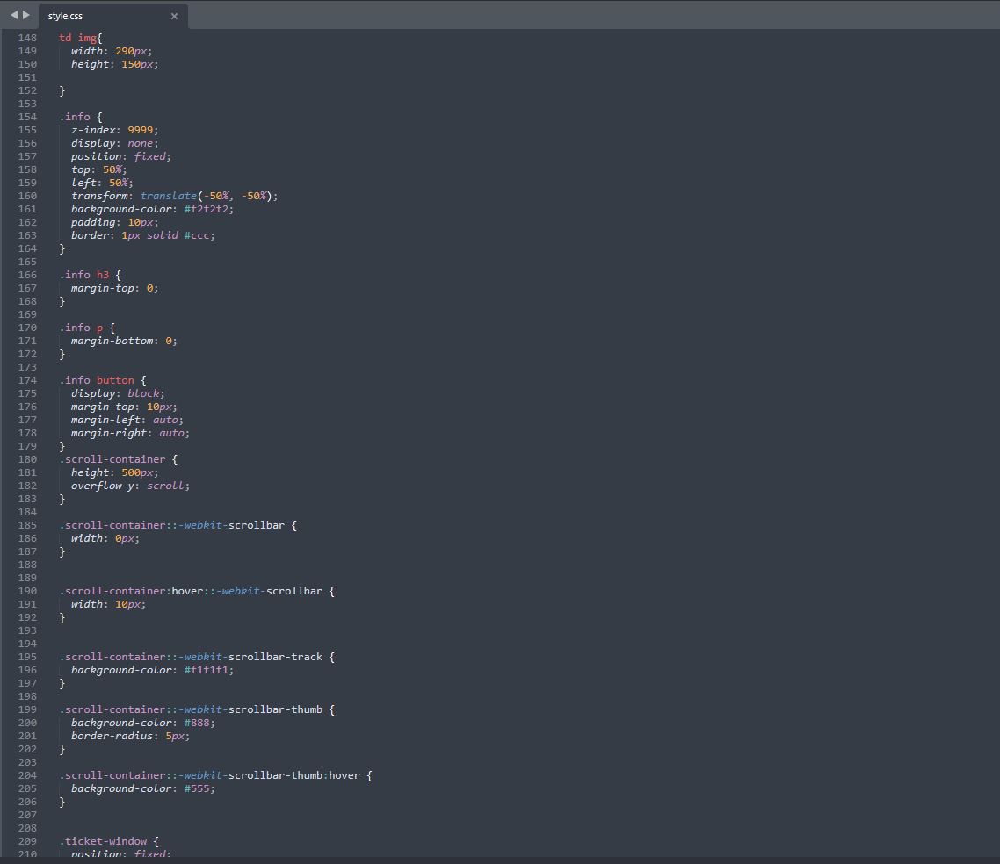 style.css
148 td img{
149 width: 290px;
150 height: 150px;
151
152 }
153
154 .info {
155 z-index: 9999;
156 display: none;
157 position: fixed;
158 top: 50%;
159 left: 50%;
160 transform: translate(-50%, -50%);
161 background-color: #f2f2f2;
162 padding: 10px;
163 border: 1px solid #ccc;
164 }
165
166 .info h3 {
167 margin-top: 0;
168 }
169
170 .info p {
171 margin-bottom: 0;
172 }
173
174 .info button {
175 display: block;
176 margin-top: 10px;
177 margin-left: auto;
178 margin-right: auto;
179 }
180 .scroll-container {
181 height: 500px;
182 overflow-y: scroll;
183 }
184
185 .scroll-container::-webkit-scrollbar {
186 width: 0px;
187 }
188
189
190 .scroll-container:hover::-webkit-scrollbar {
191 width: 10px;
192 }
193
194
195 .scroll-container::-webkit-scrollbar-track {
196 background-color: #f1f1f1;
197 }
198
199 .scroll-container::-webkit-scrollbar-thumb {
200 background-color: #888;
201 border-radius: 5px;
202 }
203
204 .scroll-container::-webkit-scrollbar-thumb:hover {
205 background-color: #555;
206 }
207
208
209 .ticket-window {
210 position: fixed;